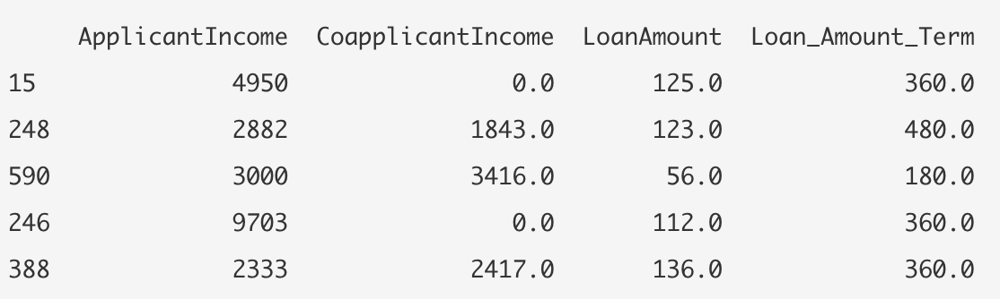 ApplicantIncome CoapplicantIncome LoanAmount Loan_Amount_Term
15 4950 0.0 125.0 360.0
248 2882 1843.0 123.0 480.0
590 3000 3416.0 56.0 180.0
246 9703 0.0 112.0 360.0
388 2333 2417.0 136.0 360.0